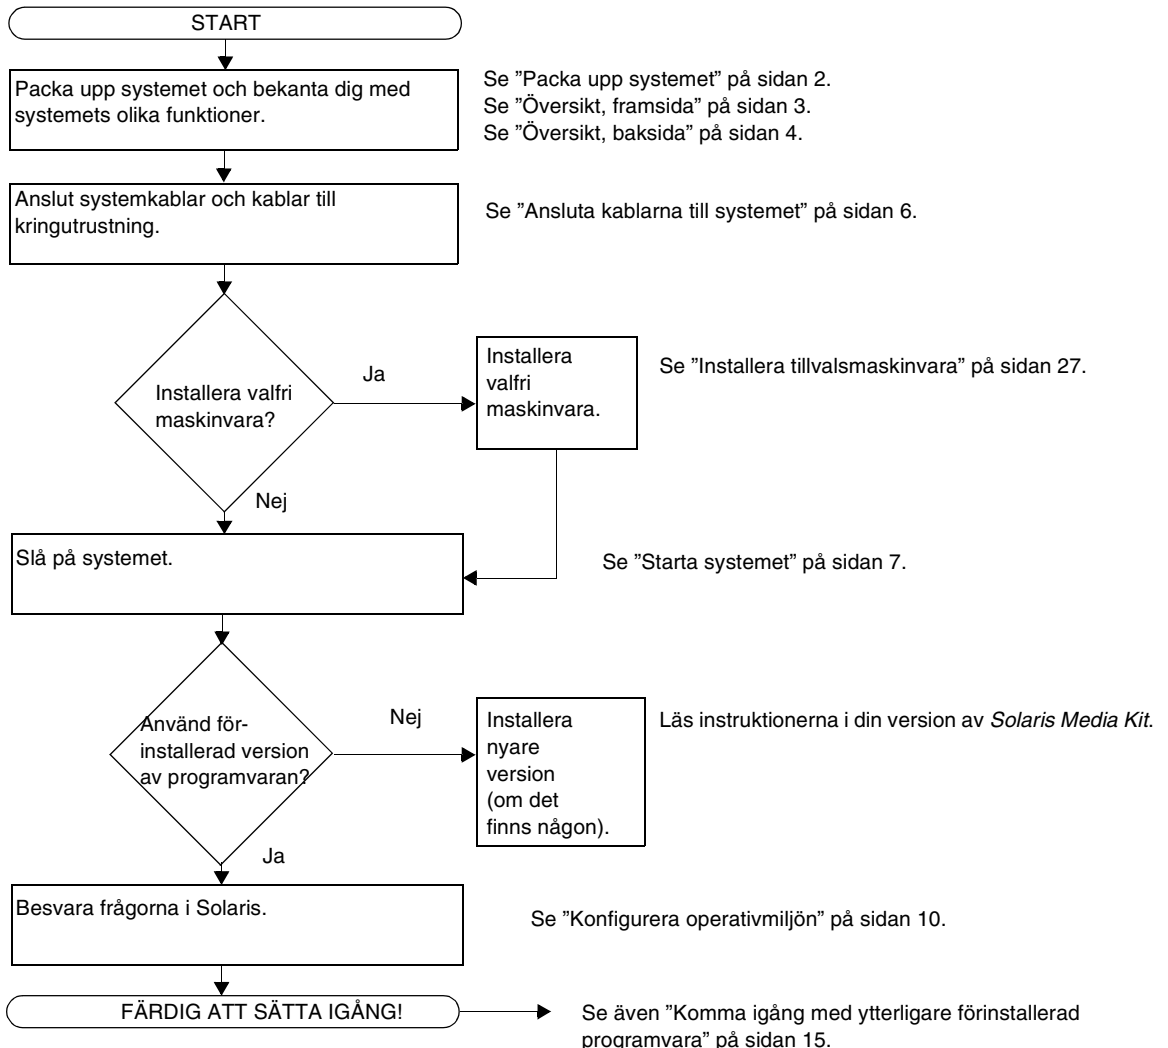 START
Packa upp systemet och bekanta dig med
systemets olika funktioner.
Se ”Packa upp systemet” på sidan 2.
Se ”Översikt, framsida” på sidan 3.
Se ”Översikt, baksida” på sidan 4.
Anslut systemkablar och kablar till
kringutrustning.
Se ”Ansluta kablarna till systemet” på sidan 6.
Installera valfri
maskinvara?
Ja
Installera
valfri
maskinvara.
Se ”Installera tillvalsmaskinvara” på sidan 27.
Nej
Slå på systemet.
Se ”Starta systemet” på sidan 7.
Använd för-
installerad version
av programvaran?
Nej
Installera
nyare
version
(om det
finns någon).
Läs instruktionerna i din version av Solaris Media Kit.
Ja
Besvara frågorna i Solaris.
Se ”Konfigurera operativmiljön” på sidan 10.
FÄRDIG ATT SÄTTA IGÅNG!
Se även ”Komma igång med ytterligare förinstallerad
programvara” på sidan 15.